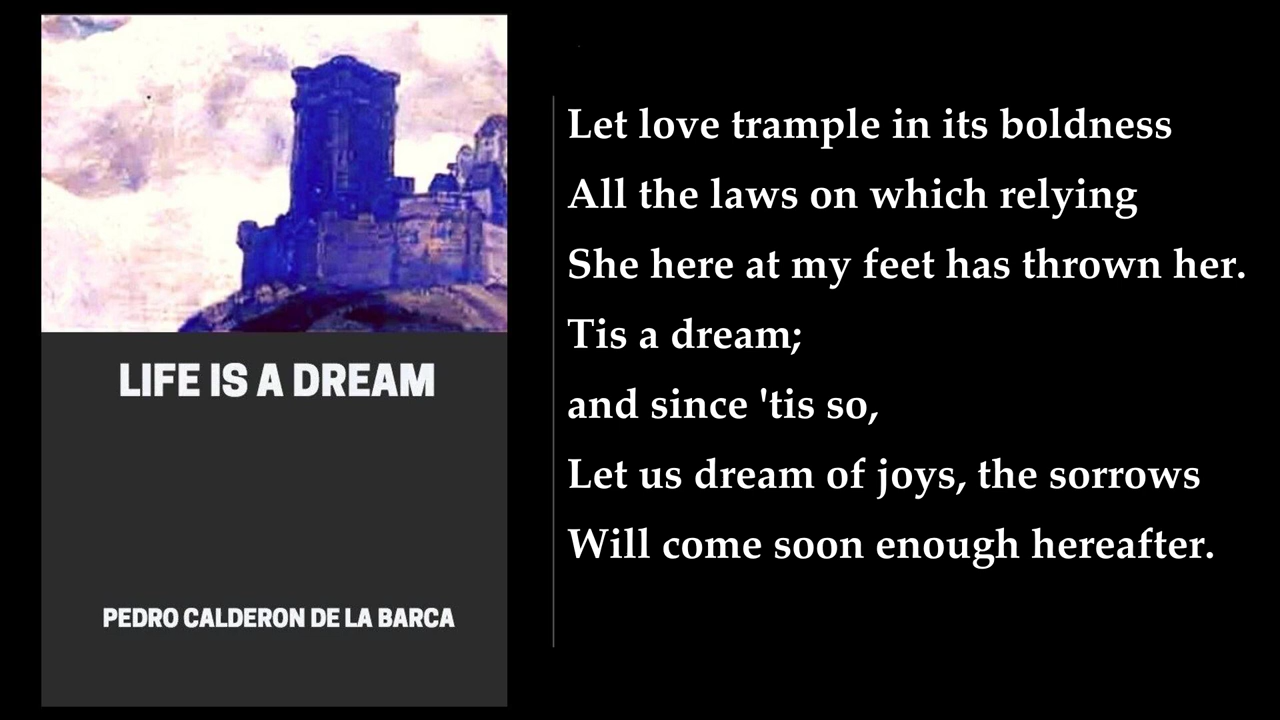 LIFE IS A DREAM
PEDRO CALDERON DE LA BARCA
Let love trample in its boldness
All the laws on which relying
She here at my feet has thrown her.
Tis a dream;
and since 'tis so,
Let us dream of joys, the sorrows
Will come soon enough hereafter.